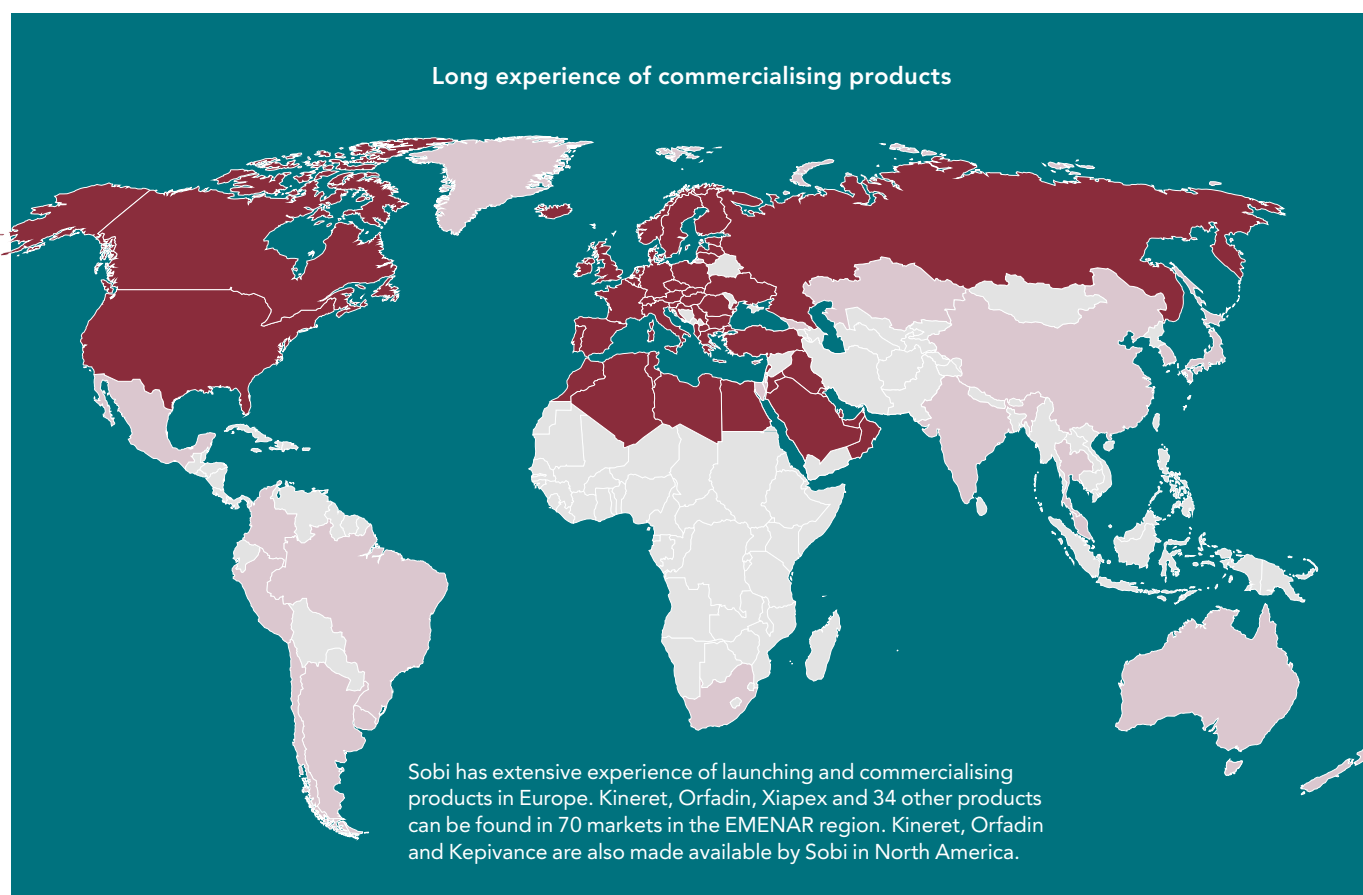 Long experience of commercialising products
Sobi has extensive experience of launching and commercialising
products in Europe. Kineret, Orfadin, Xiapex and 34 other products
can be found in 70 markets in the EMENAR region. Kineret, Orfadin
and Kepivance are also made available by Sobi in North America.